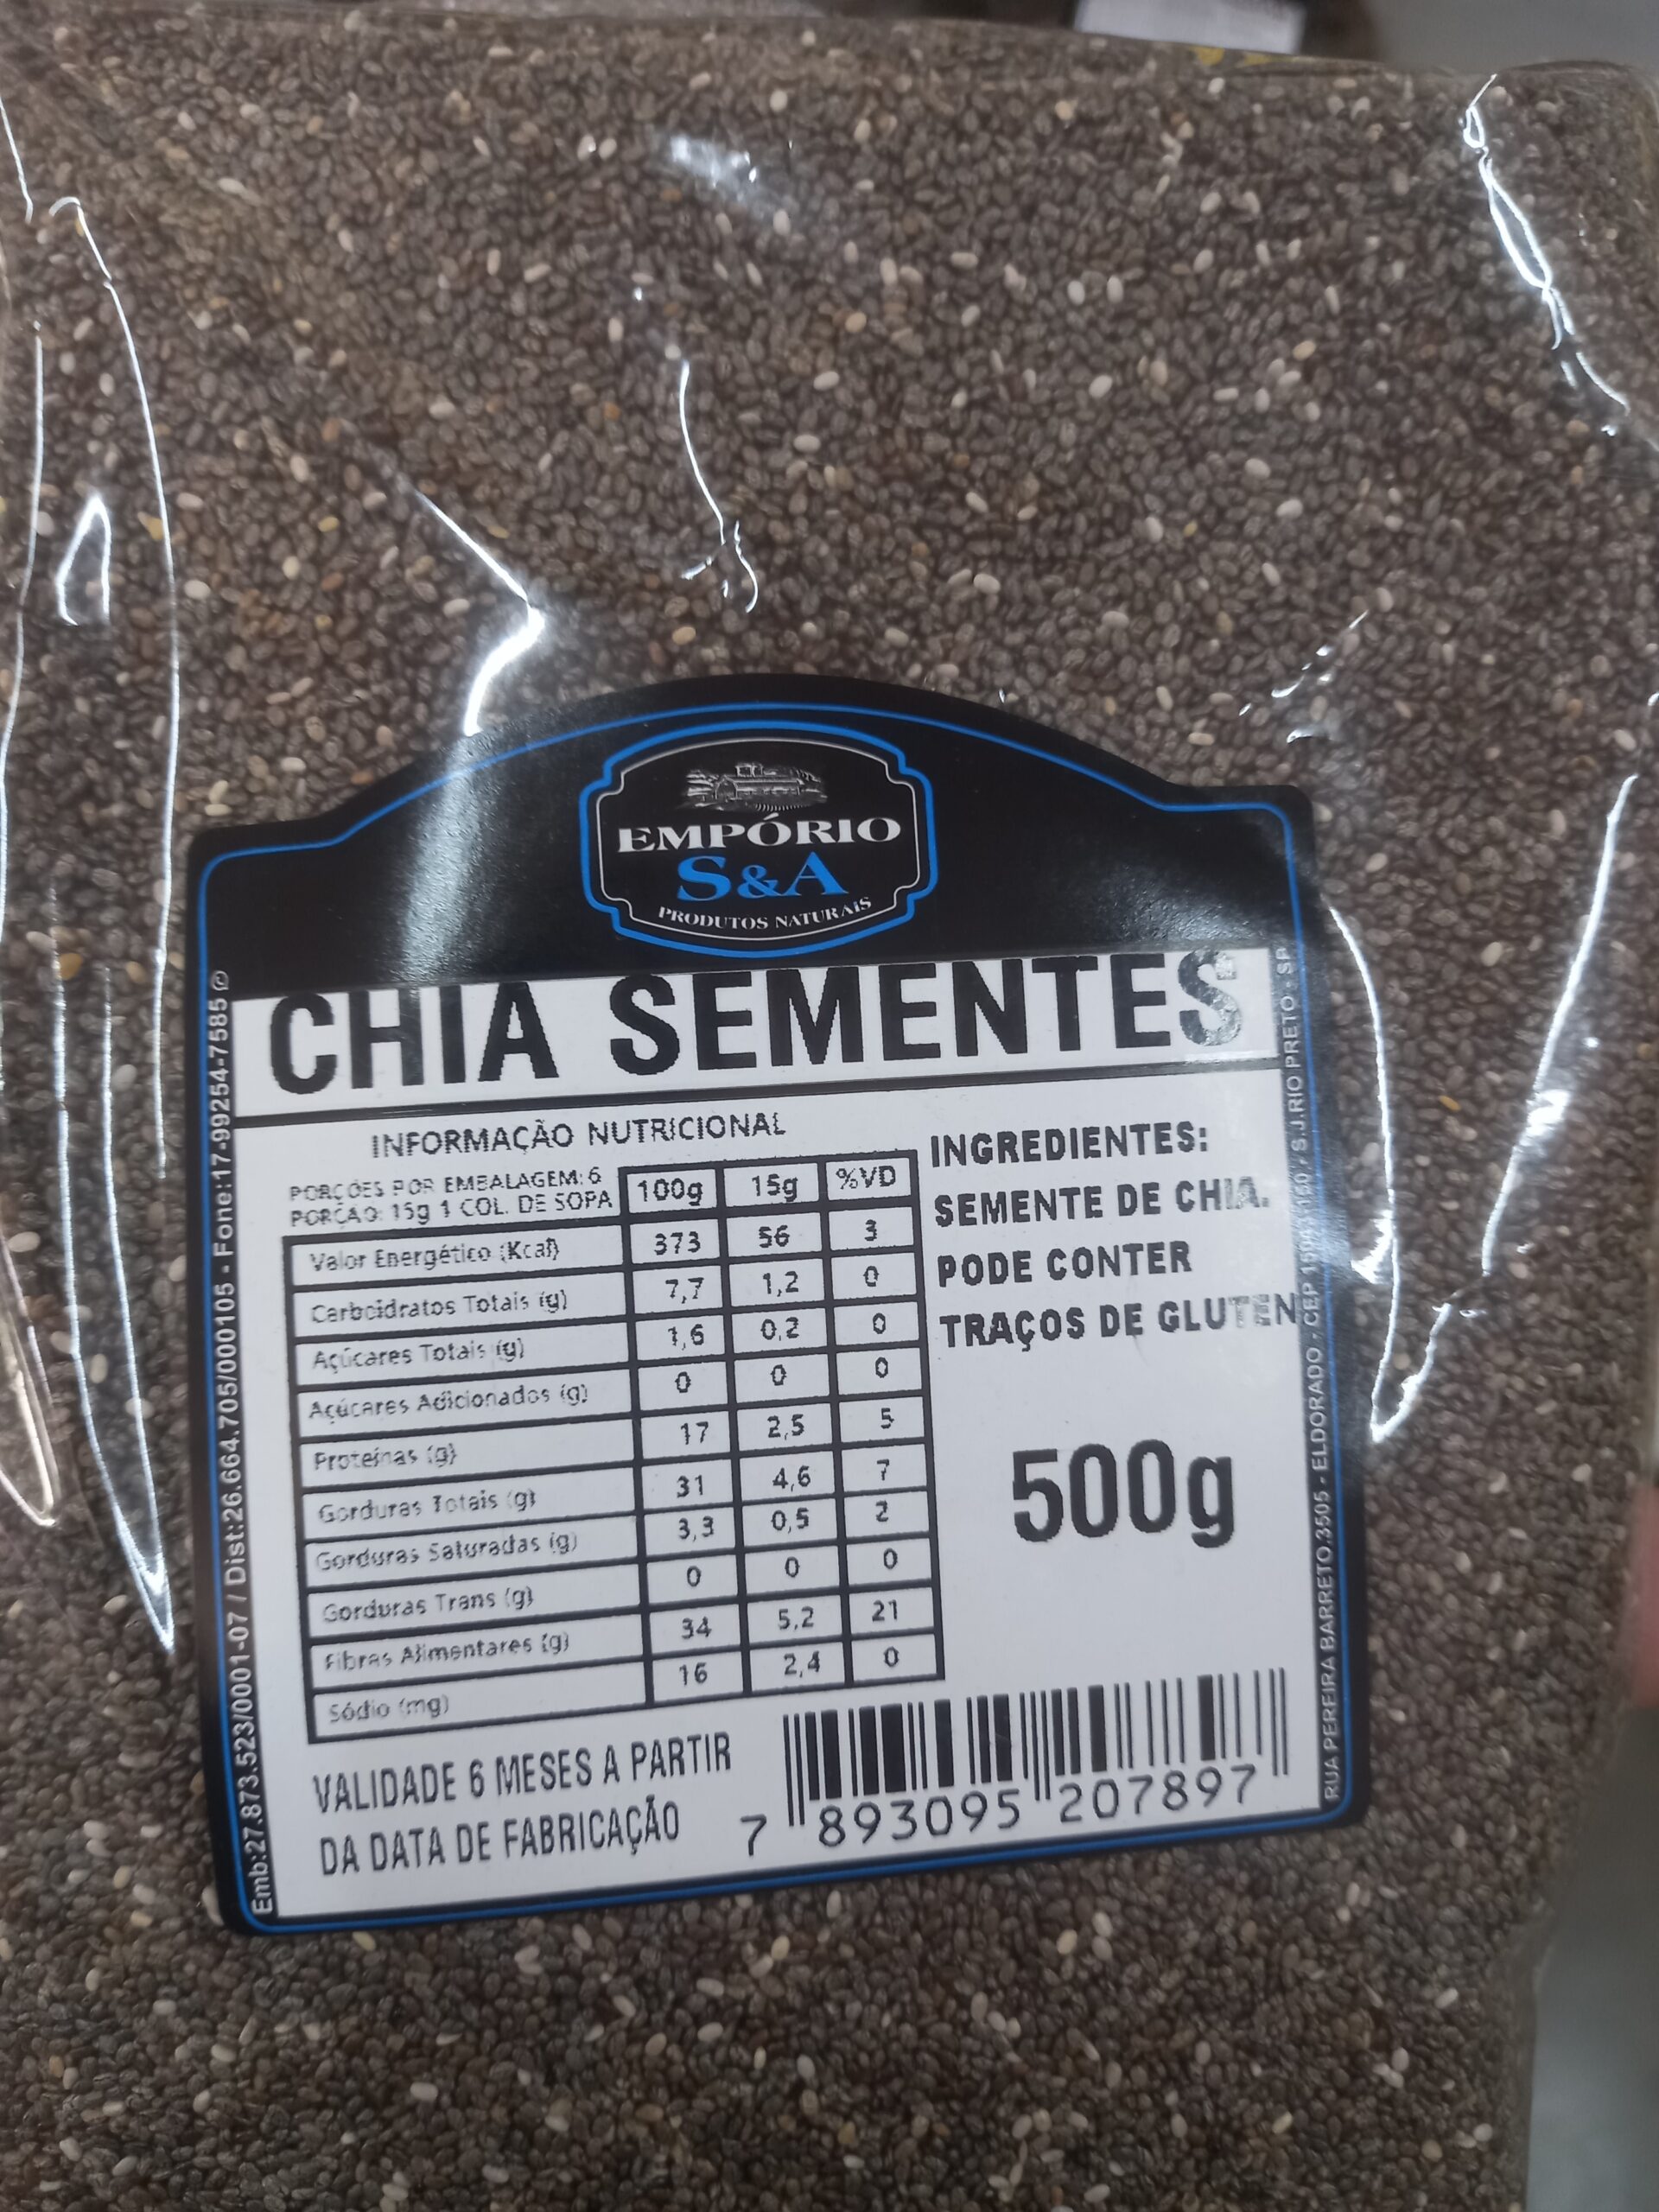 EMPÓRIO
S&A
PRODUTOS NATURAIS
CHIA SEMENTES
INFORMAÇÃO NUTRICIONAL
PORÇÕES POR EMBALAGEM: 6
PORÇÃO: 15g 1 COL. DE SOPA
100g 15g %VD
Valor Energético (Kcal) 373 56 3
Carboidratos Totais (g) 7,7 1,2 0
Açúcares Totais (g) 1,6 0,2 0
Açúcares Adicionados (g) 0 0 0
Proteínas (g) 17 2,5 5
Gorduras Totais (g) 31 4,6 7
Gorduras Saturadas (g) 3,3 0,5 2
Gorduras Trans (g) 0 0 0
Fibras Alimentares (g) 34 5,2 21
Sódio (mg) 16 2,4 0
INGREDIENTES:
SEMENTE DE CHIA.
PODE CONTER
TRAÇOS DE GLUTEN
500g
VALIDADE 6 MESES A PARTIR
DA DATA DE FABRICAÇÃO
7 893095 207897
Emb:27.873.523/0001-07 / Dist:26.664.705/000105 - Fone:17-99254-7585 ©
RUA PEREIRA BARRETO,3505 - ELDORADO - CEP - S.J.RIO PRETO - SP